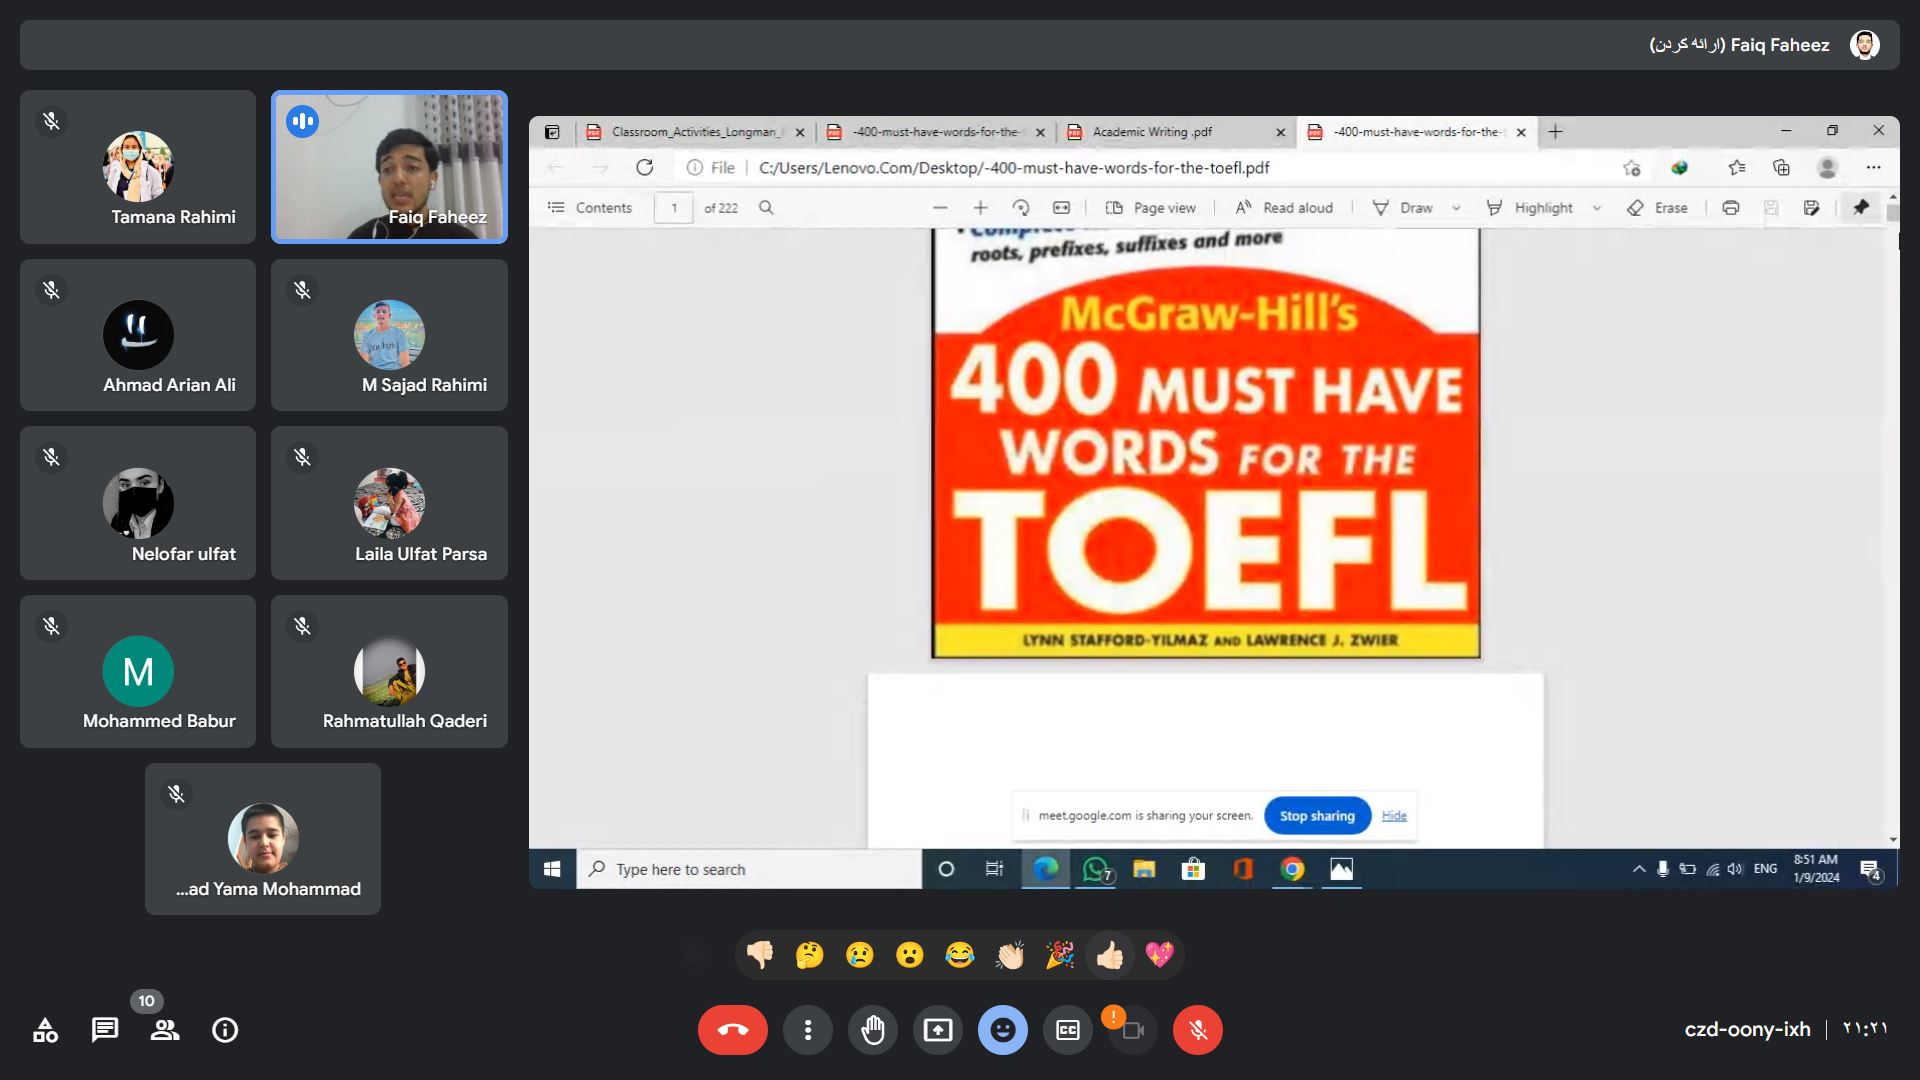 Faiq Faheez (ارائه کردن)
Tamana Rahimi
Faiq Faheez
Ahmad Arian Ali
M Sajad Rahimi
Nelofar ulfat
Laila Ulfat Parsa
M
Mohammed Babur
Rahmatullah Qaderi
...ad Yama Mohammad
Classroom_Activities_Longman_
-400-must-have-words-for-the-
Academic Writing .pdf
-400-must-have-words-for-the-
File
C:/Users/Lenovo.Com/Desktop/-400-must-have-words-for-the-toefl.pdf
Contents 1 of 222 Page view Read aloud Draw Highlight Erase
roots, prefixes, suffixes and more
McGraw-Hill's
400 MUST HAVE
WORDS FOR THE
TOEFL
LYNN STAFFORD-YILMAZ AND LAWRENCE J. ZWIER
meet.google.com is sharing your screen. Stop sharing Hide
Type here to search
7
ENG
8:51 AM
1/9/2024
4
10
CC
!
czd-oony-ixh | ۲۱:۲۱